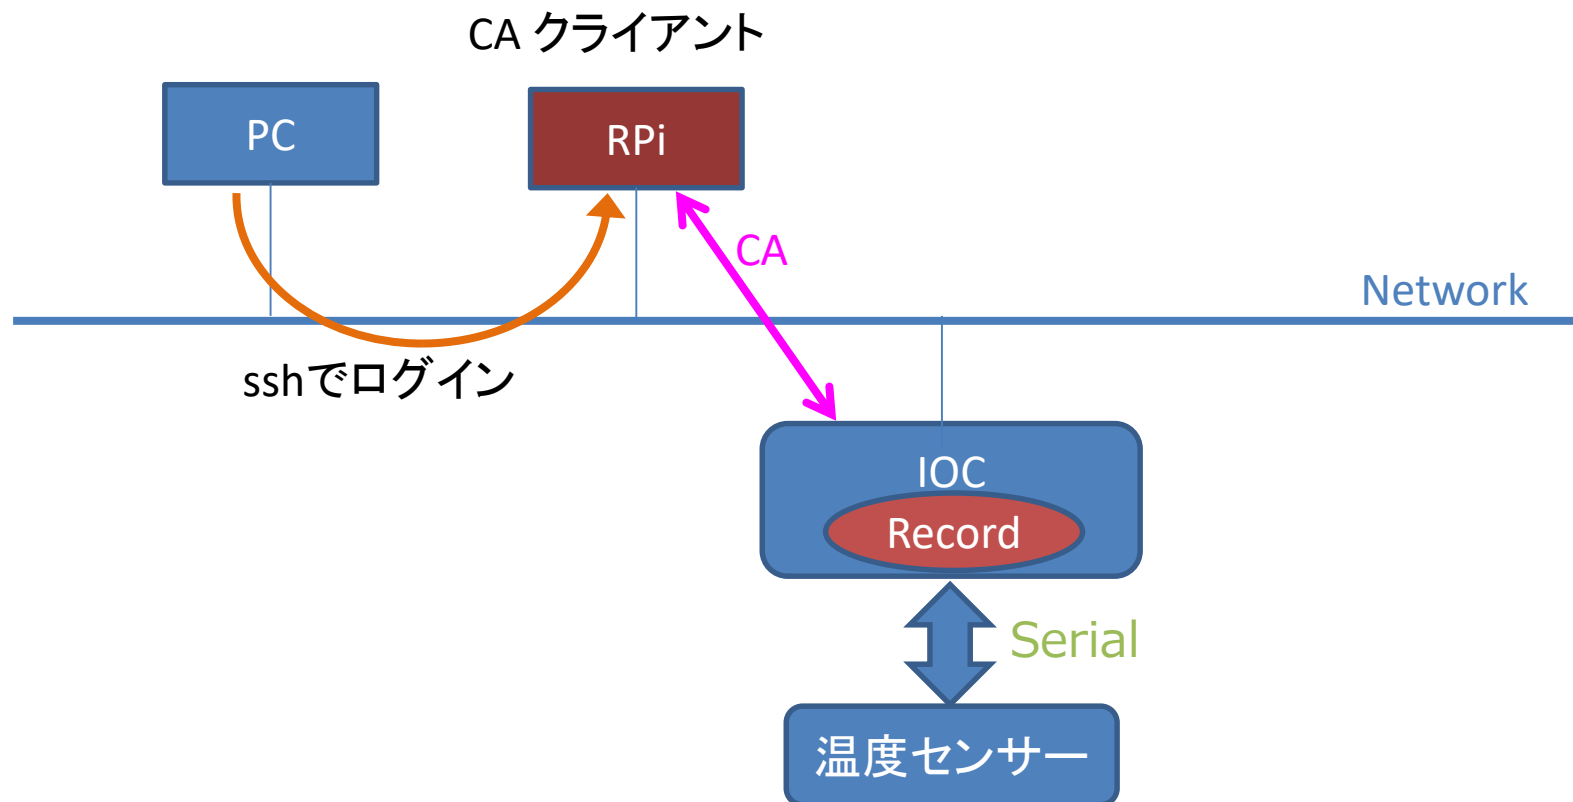 CA クライアント
PC
RPi
CA
Network
sshでログイン
IOC
Record
Serial
温度センサー